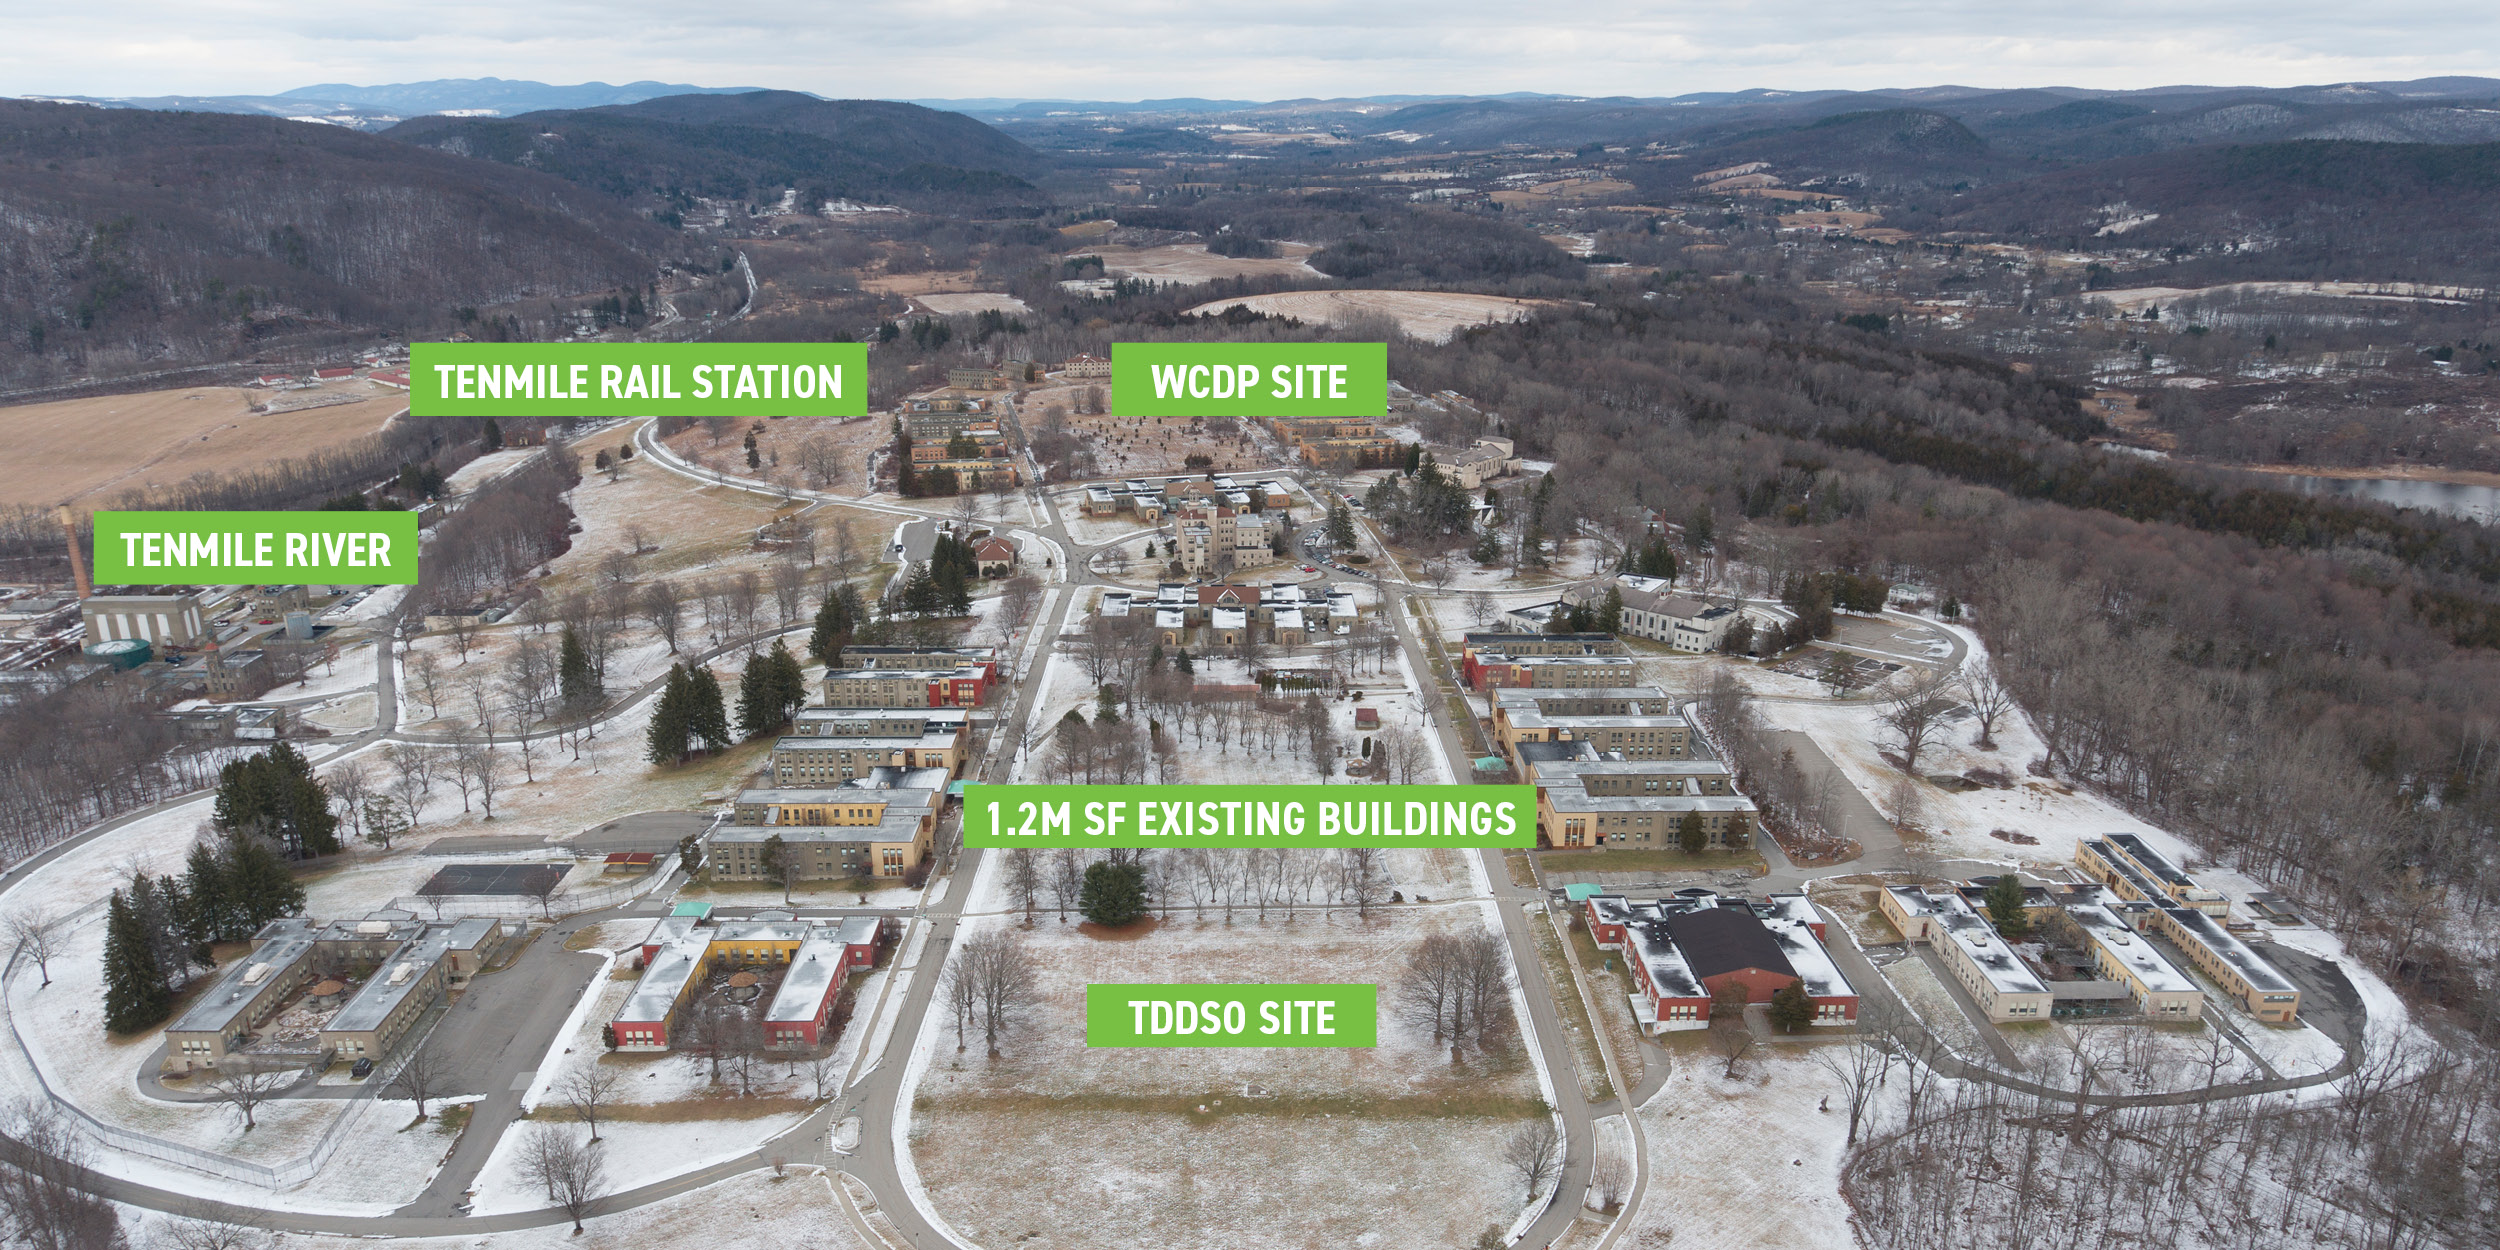 TENMILE RAIL STATION
WCDP SITE
TENMILE RIVER
1.2M SF EXISTING BUILDINGS
TDDSO SITE